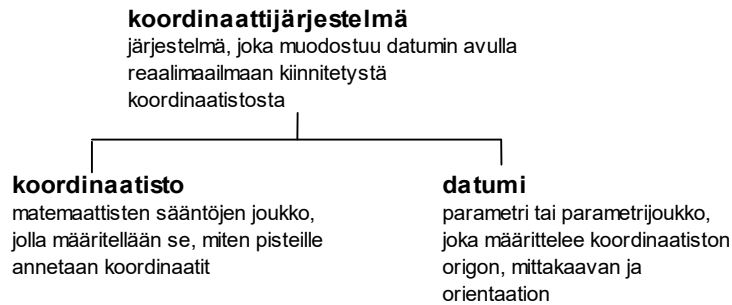 koordinaattijärjestelmä
järjestelmä, joka muodostuu datumin avulla
reaalimaailmaan kiinnitetystä
koordinaatistosta
koordinaatisto
matemaattisten sääntöjen joukko,
jolla määritellään se, miten pisteille
annetaan koordinaatit
datumi
parametri tai parametrijoukko,
joka määrittelee koordinaatiston
origon, mittakaavan ja
orientaation